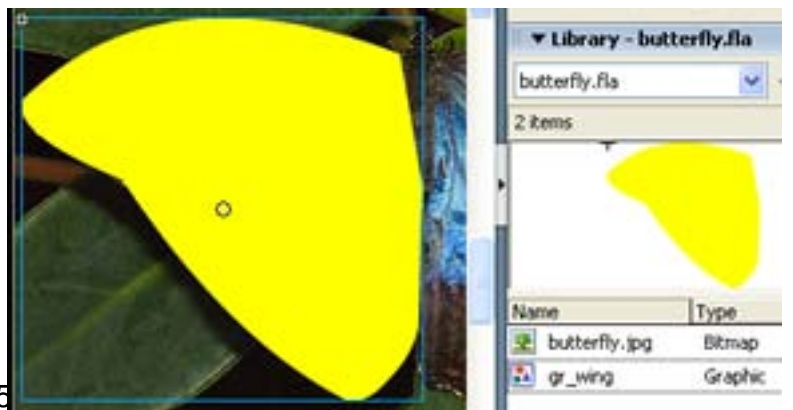 Library - butterfly.fla
butterfly.fla
2 items
Name Type
butterfly.jpg Bitmap
gr_wing Graphic